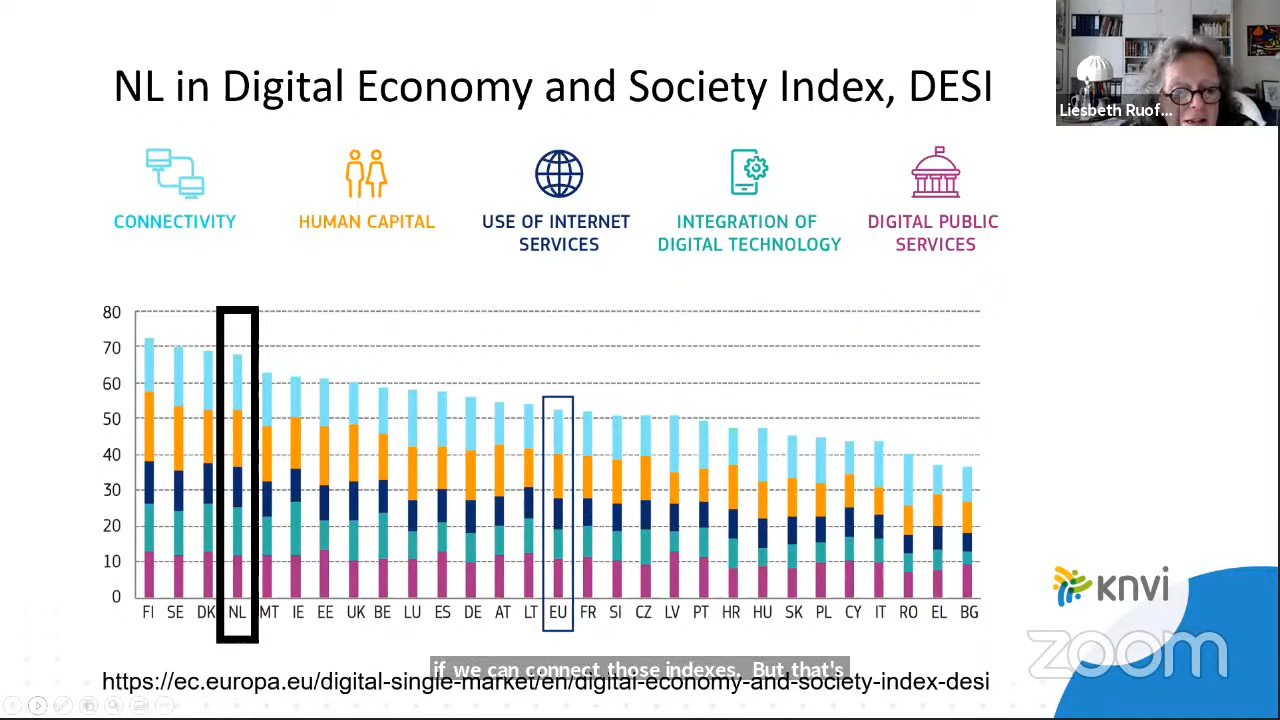 NL in Digital Economy and Society Index, DESI
Liesbeth Ruof...
CONNECTIVITY
HUMAN CAPITAL
USE OF INTERNET
SERVICES
INTEGRATION OF
DIGITAL TECHNOLOGY
DIGITAL PUBLIC
SERVICES
80
70
60
50
40
30
20
10
0
FI SE DK NL MT IE EE UK BE LU ES DE AT LT EU FR SI CZ LV PT HR HU SK PL CY IT RO EL BG
knvi
zoom
if we can connect those indexes. But that's
https://ec.europa.eu/digital-single-market/en/digital-economy-and-society-index-desi